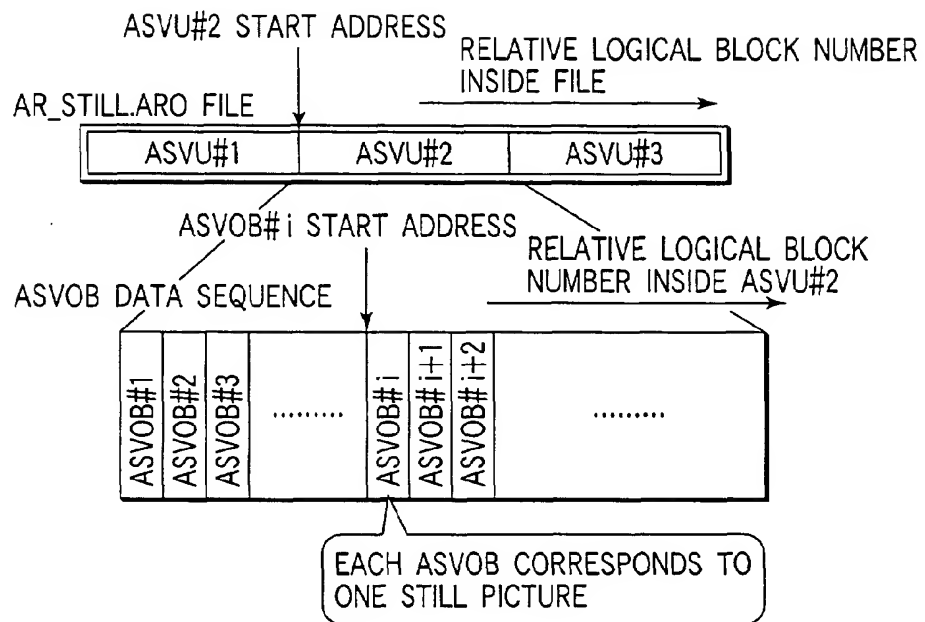 ASVU#2 START ADDRESS
RELATIVE LOGICAL BLOCK NUMBER
INSIDE FILE
AR_STILL.ARO FILE
ASVU#1
ASVU#2
ASVU#3
ASVOB#i START ADDRESS
RELATIVE LOGICAL BLOCK
NUMBER INSIDE ASVU#2
ASVOB DATA SEQUENCE
ASVOB#1
ASVOB#2
ASVOB#3
.........
ASVOB#i
ASVOB#i+1
ASVOB#i+2
.........
EACH ASVOB CORRESPONDS TO
ONE STILL PICTURE